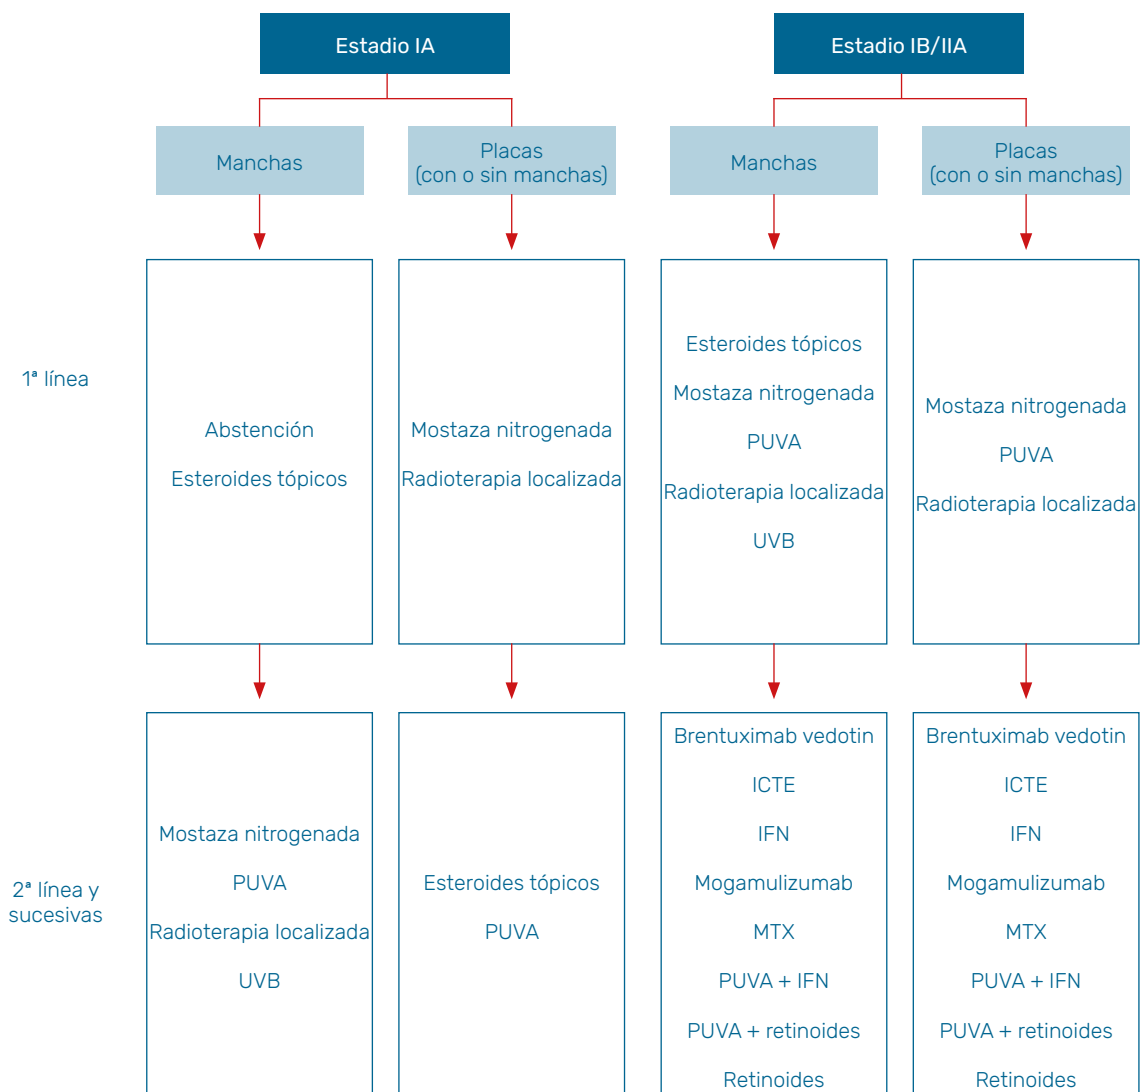 Estadio IA
Estadio IB/IIA
Manchas
Placas
(con o sin manchas)
Manchas
Placas
(con o sin manchas)
1ª línea
Abstención
Esteroides tópicos
Mostaza nitrogenada
Radioterapia localizada
Esteroides tópicos
Mostaza nitrogenada
PUVA
Radioterapia localizada
UVB
Mostaza nitrogenada
PUVA
Radioterapia localizada
2ª línea y
sucesivas
Mostaza nitrogenada
PUVA
Radioterapia localizada
UVB
Esteroides tópicos
PUVA
Brentuximab vedotin
ICTE
IFN
Mogamulizumab
MTX
PUVA + IFN
PUVA + retinoides
Retinoides
Brentuximab vedotin
ICTE
IFN
Mogamulizumab
MTX
PUVA + IFN
PUVA + retinoides
Retinoides